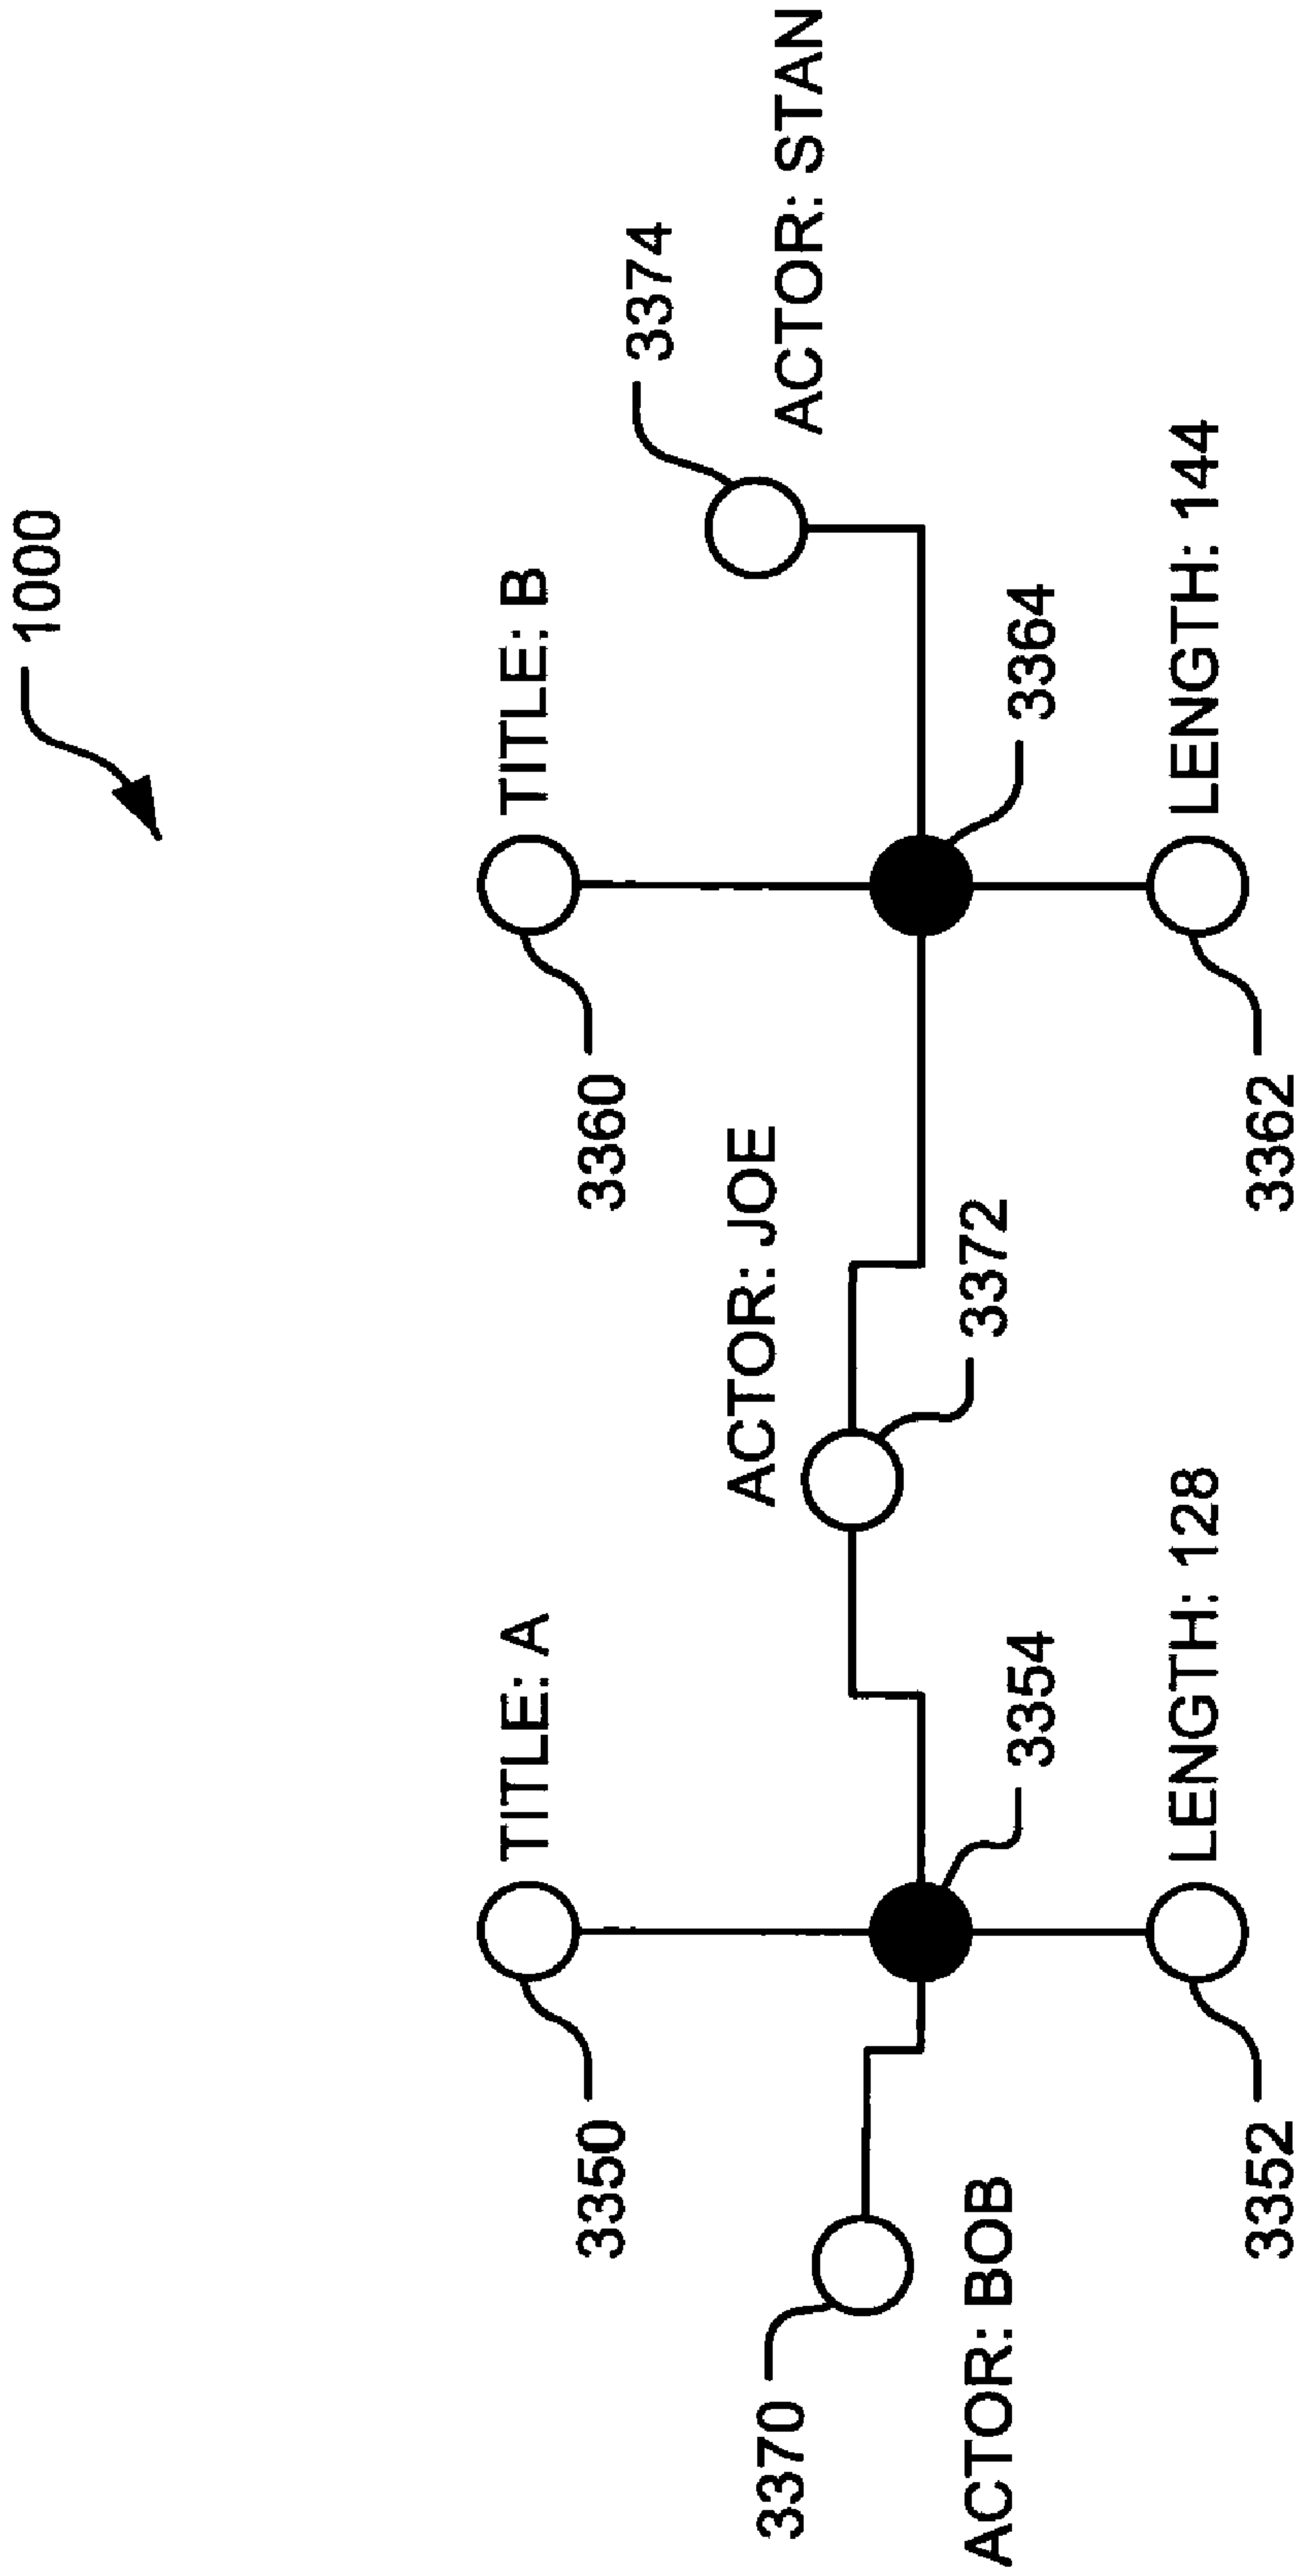 1000
TITLE: A
TITLE: B
3350
3360
3374
ACTOR: JOE
3370
ACTOR: STAN
ACTOR: BOB
3372
3354
3364
LENGTH: 128
LENGTH: 144
3352
3362